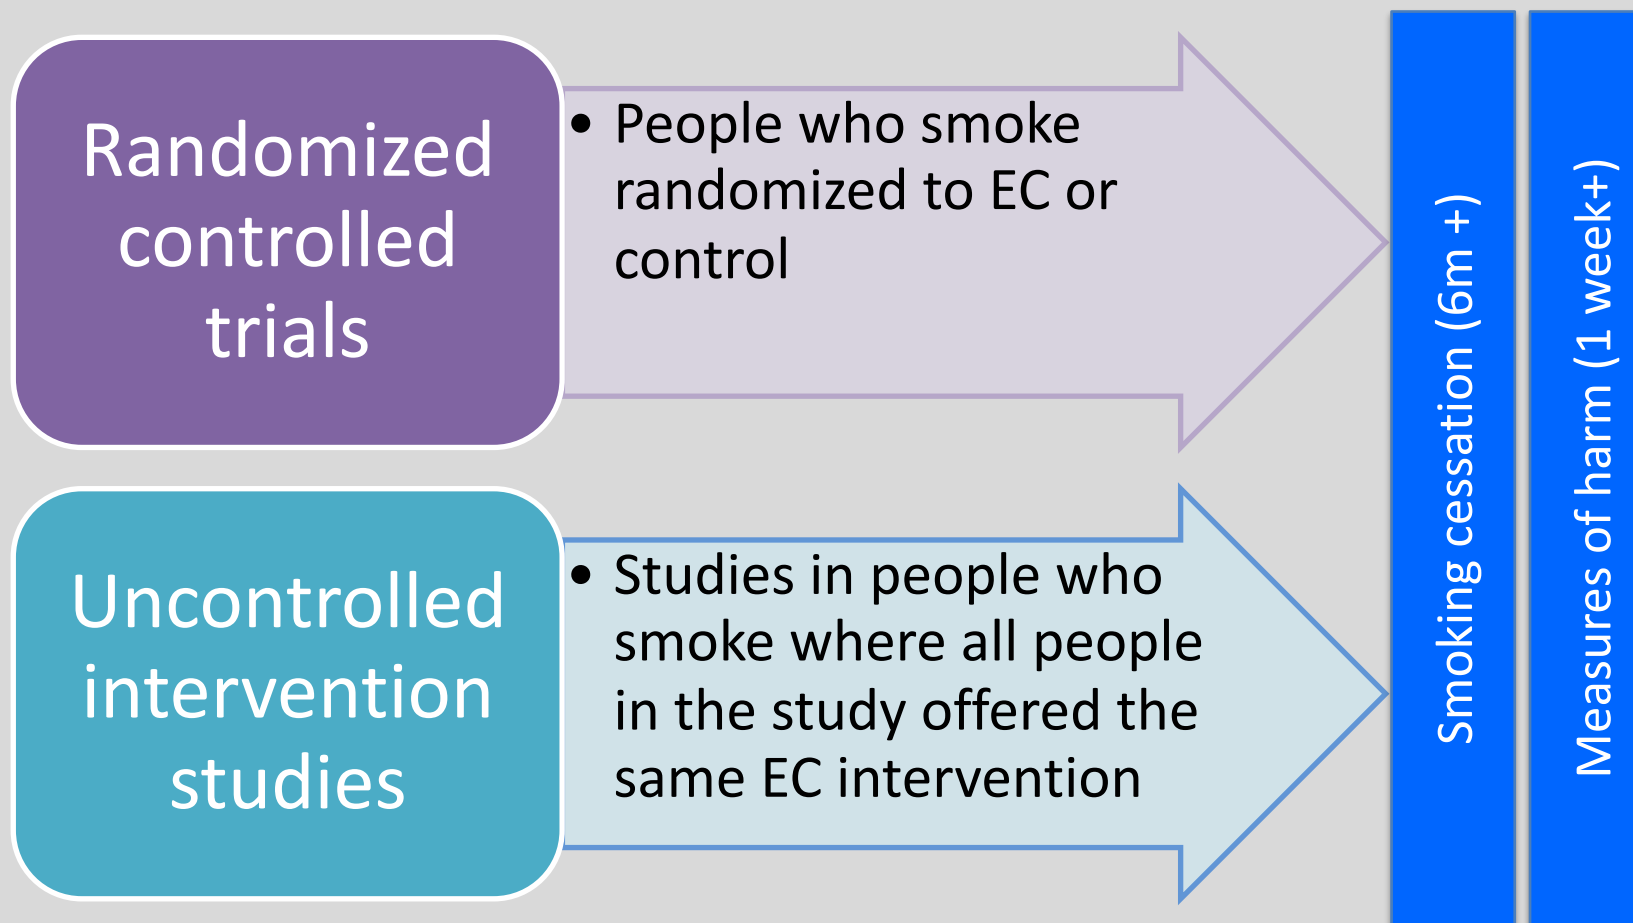 Randomized
controlled
trials
• People who smoke
randomized to EC or
control
Uncontrolled
intervention
studies
• Studies in people who
smoke where all people
in the study offered the
same EC intervention
Smoking cessation (6m +)
Measures of harm (1 week+)